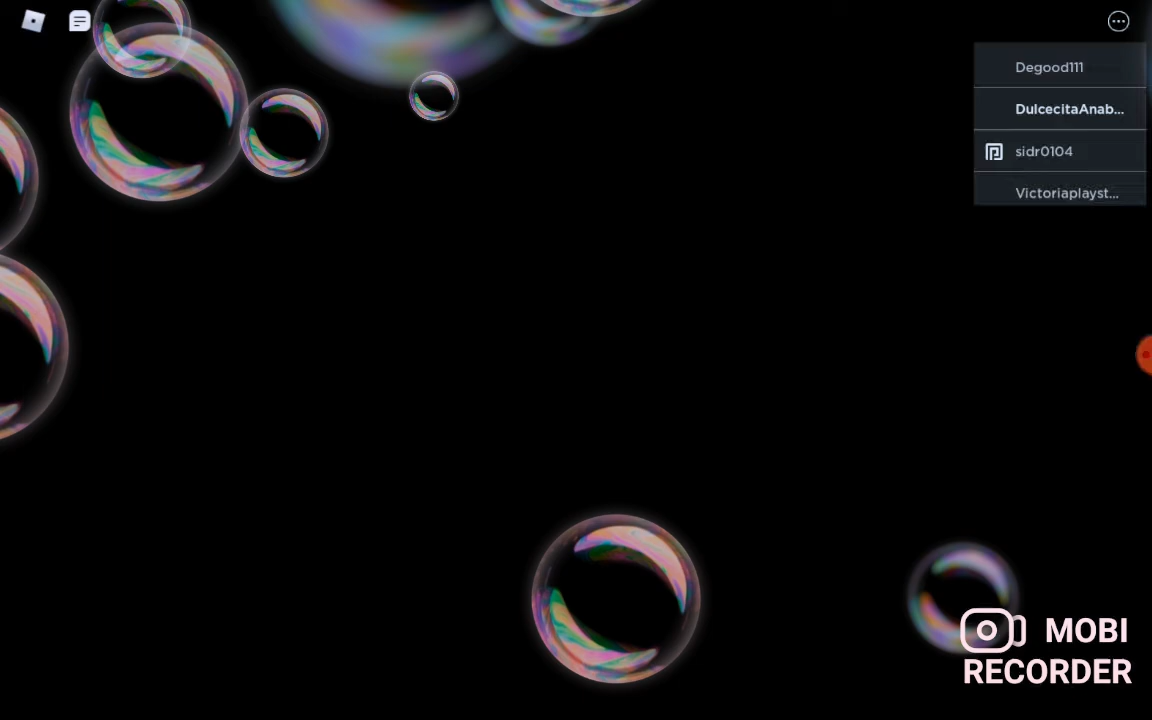 Degood111
DulcecitaAnab...
sidr0104
Victoriaplayst...
MOBI
RECORDER